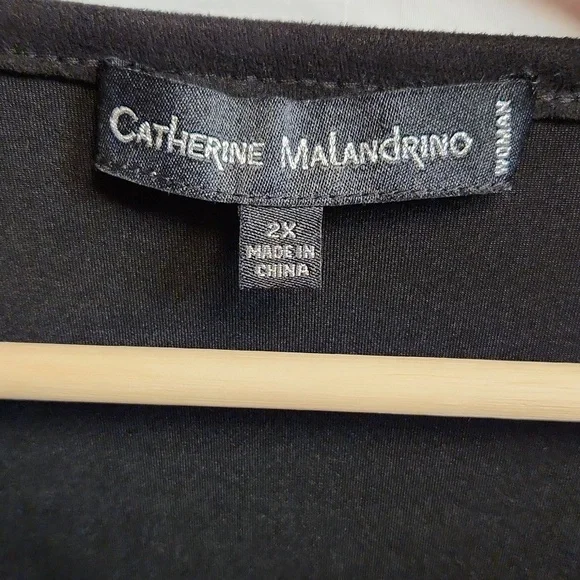 CATHERINE MALANDRINO
WOMAN
2X
MADE IN
CHINA